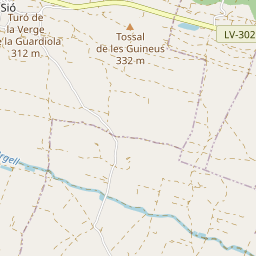 Sió
Turó de
la Verge
e la Guardiola
312 m
Tossal
de les Guineus
332 m
LV-302
rgell